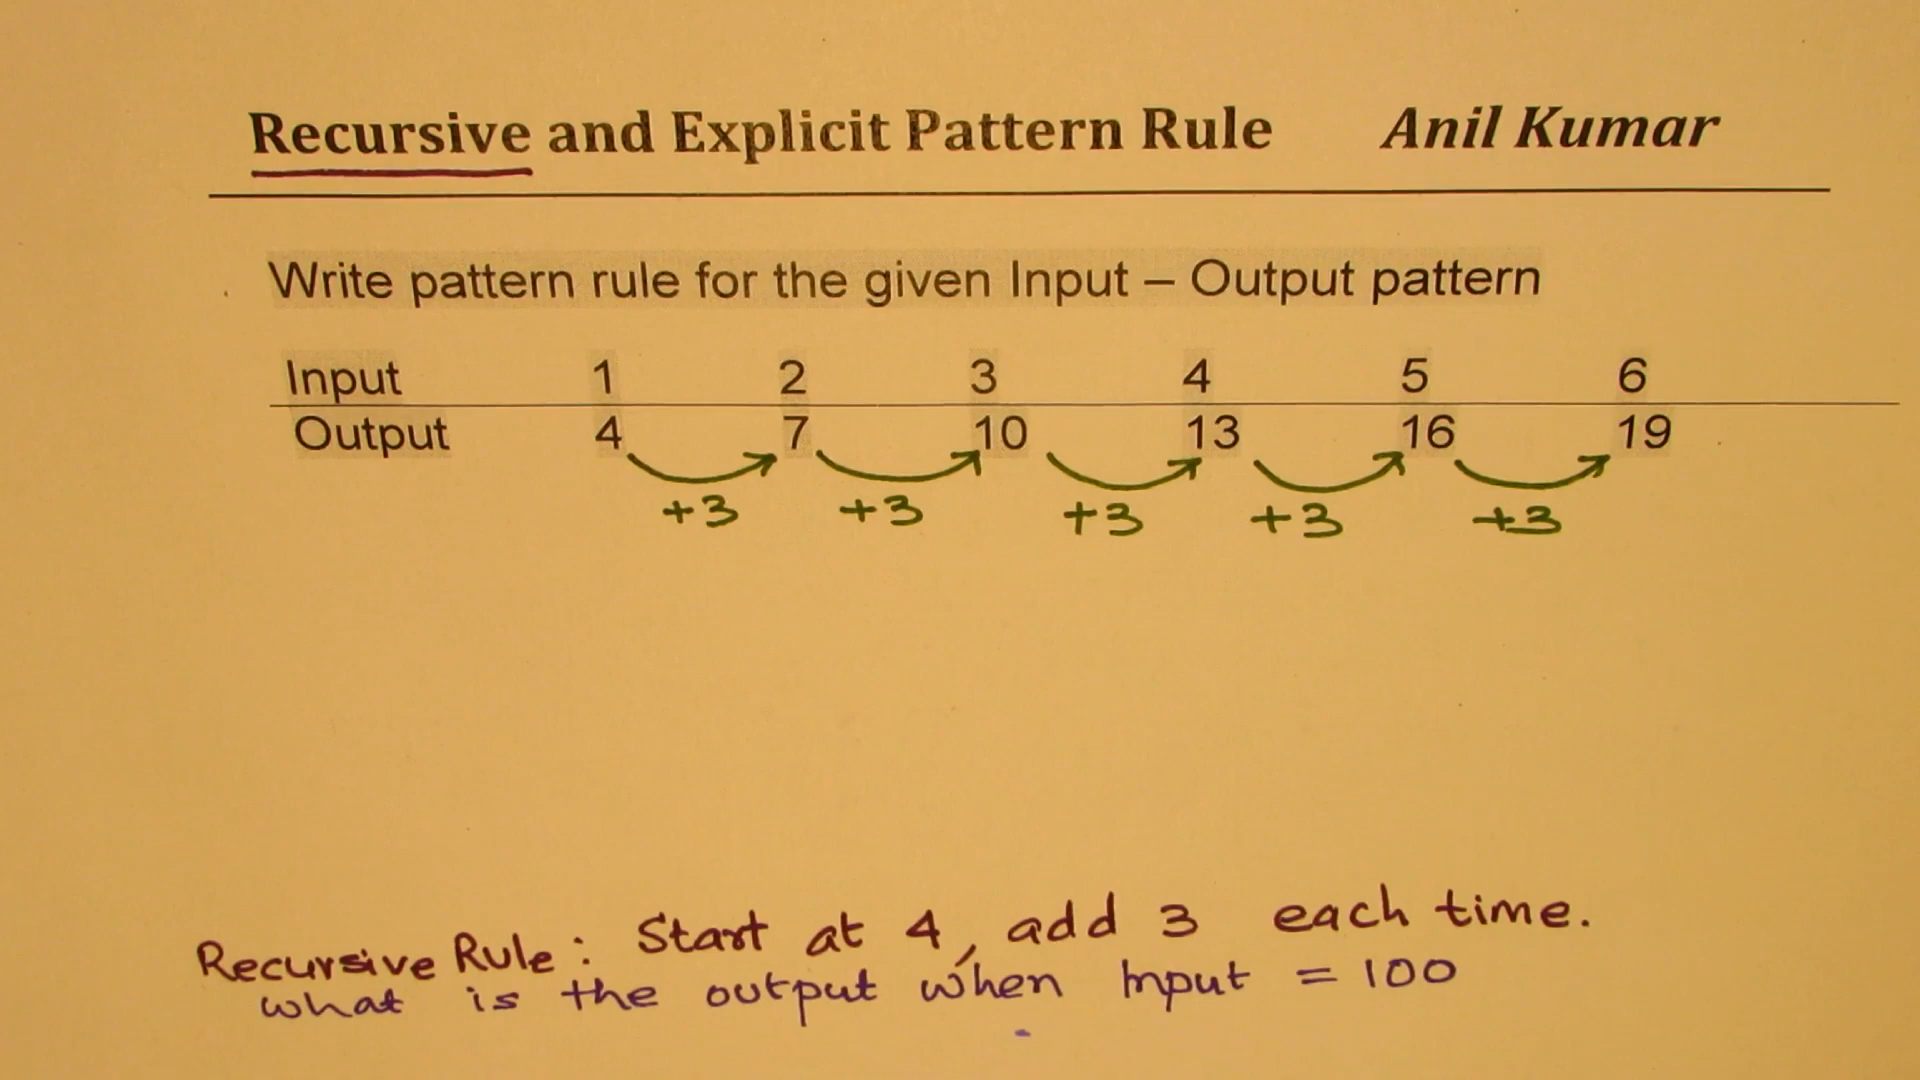 Recursive and Explicit Pattern Rule Anil Kumar
Write pattern rule for the given Input – Output pattern
Input 1 2 3 4 5 6
Output 4 7 10 13 16 19
+3 +3 +3 +3 +3
Recursive Rule: Start at 4, add 3 each time.
what is the output when Input = 100